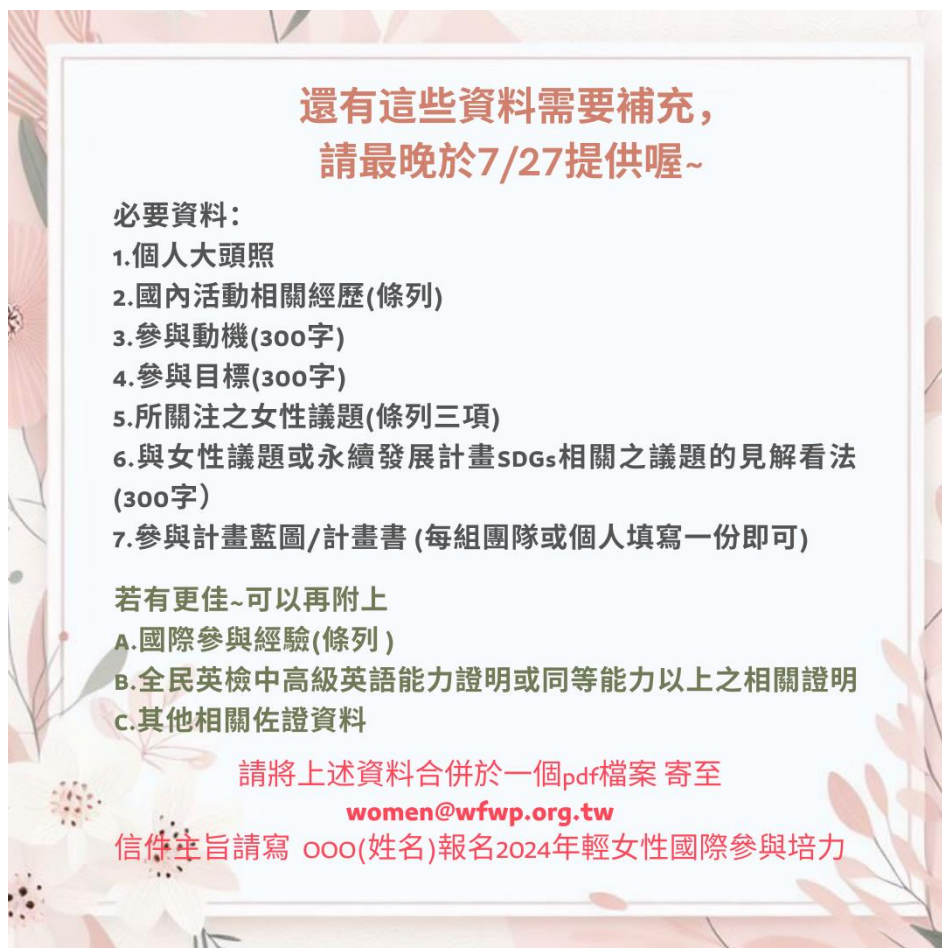 還有這些資料需要補充，
請最晚於7/27提供喔~
必要資料：
1.個人大頭照
2.國內活動相關經歷(條列)
3.參與動機(300字)
4.參與目標(300字)
5.所關注之女性議題(條列三項)
6.與女性議題或永續發展計畫SDGs相關之議題的見解看法
(300字）
7.參與計畫藍圖/計畫書 (每組團隊或個人填寫一份即可)
若有更佳~可以再附上
A.國際參與經驗(條列 )
B.全民英檢中高級英語能力證明或同等能力以上之相關證明
C.其他相關佐證資料
請將上述資料合併於一個pdf檔案 寄至
women@wfwp.org.tw
信件主旨請寫 OOO(姓名)報名2024年輕女性國際參與培力